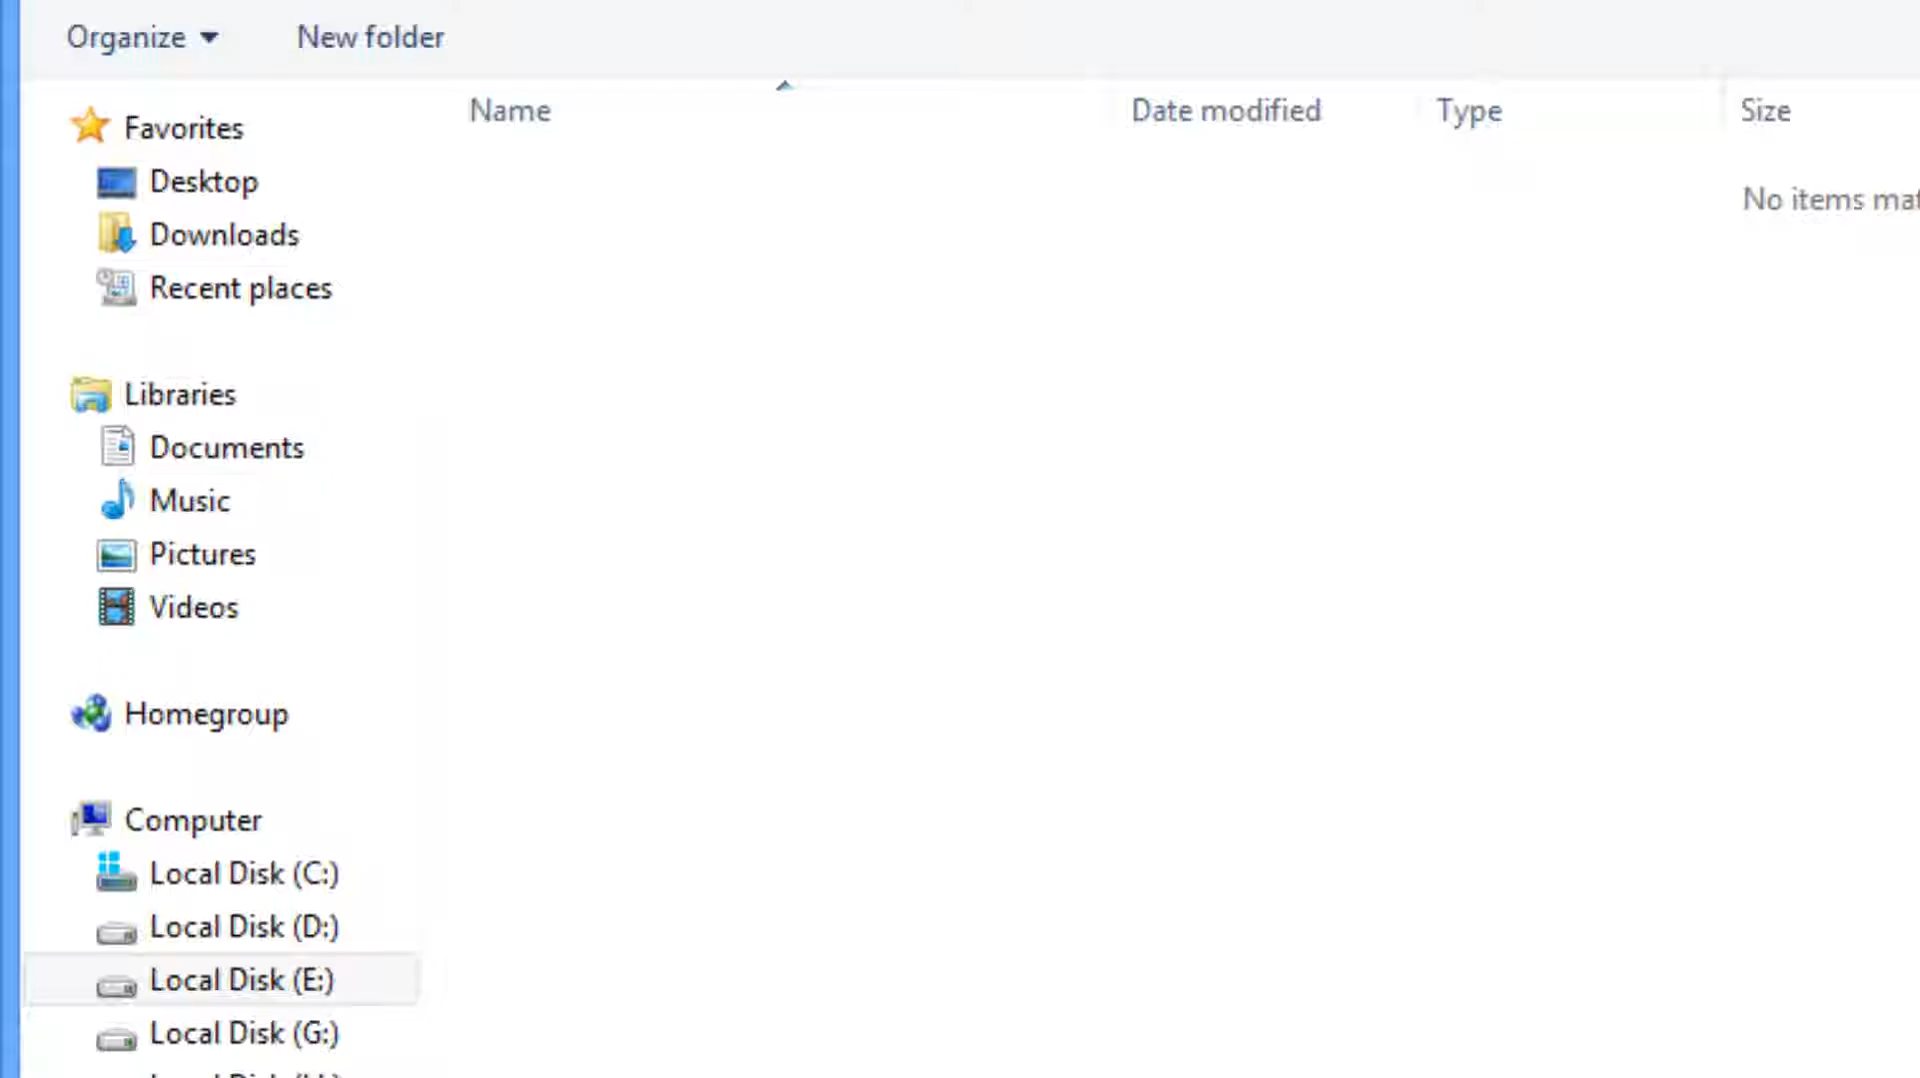 Organize New folder
Name Date modified Type Size
No items mat
Favorites
Desktop
Downloads
Recent places
Libraries
Documents
Music
Pictures
Videos
Homegroup
Computer
Local Disk (C:)
Local Disk (D:)
Local Disk (E:)
Local Disk (G:)